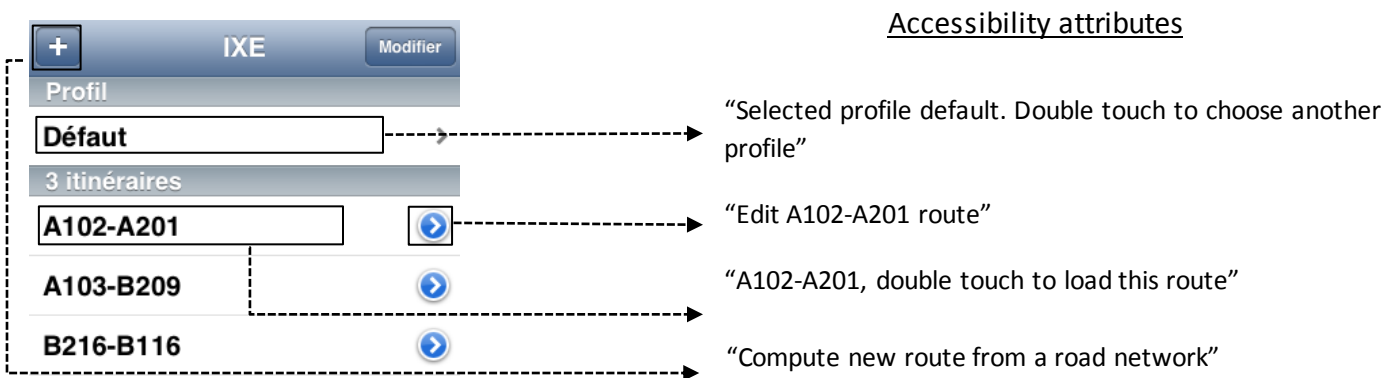 Accessibility attributes
+ IXE Modifier
Profil
Défaut
3 itinéraires
A102-A201
A103-B209
B216-B116
“Selected profile default. Double touch to choose another
profile”
“Edit A102-A201 route”
“A102-A201, double touch to load this route”
“Compute new route from a road network”